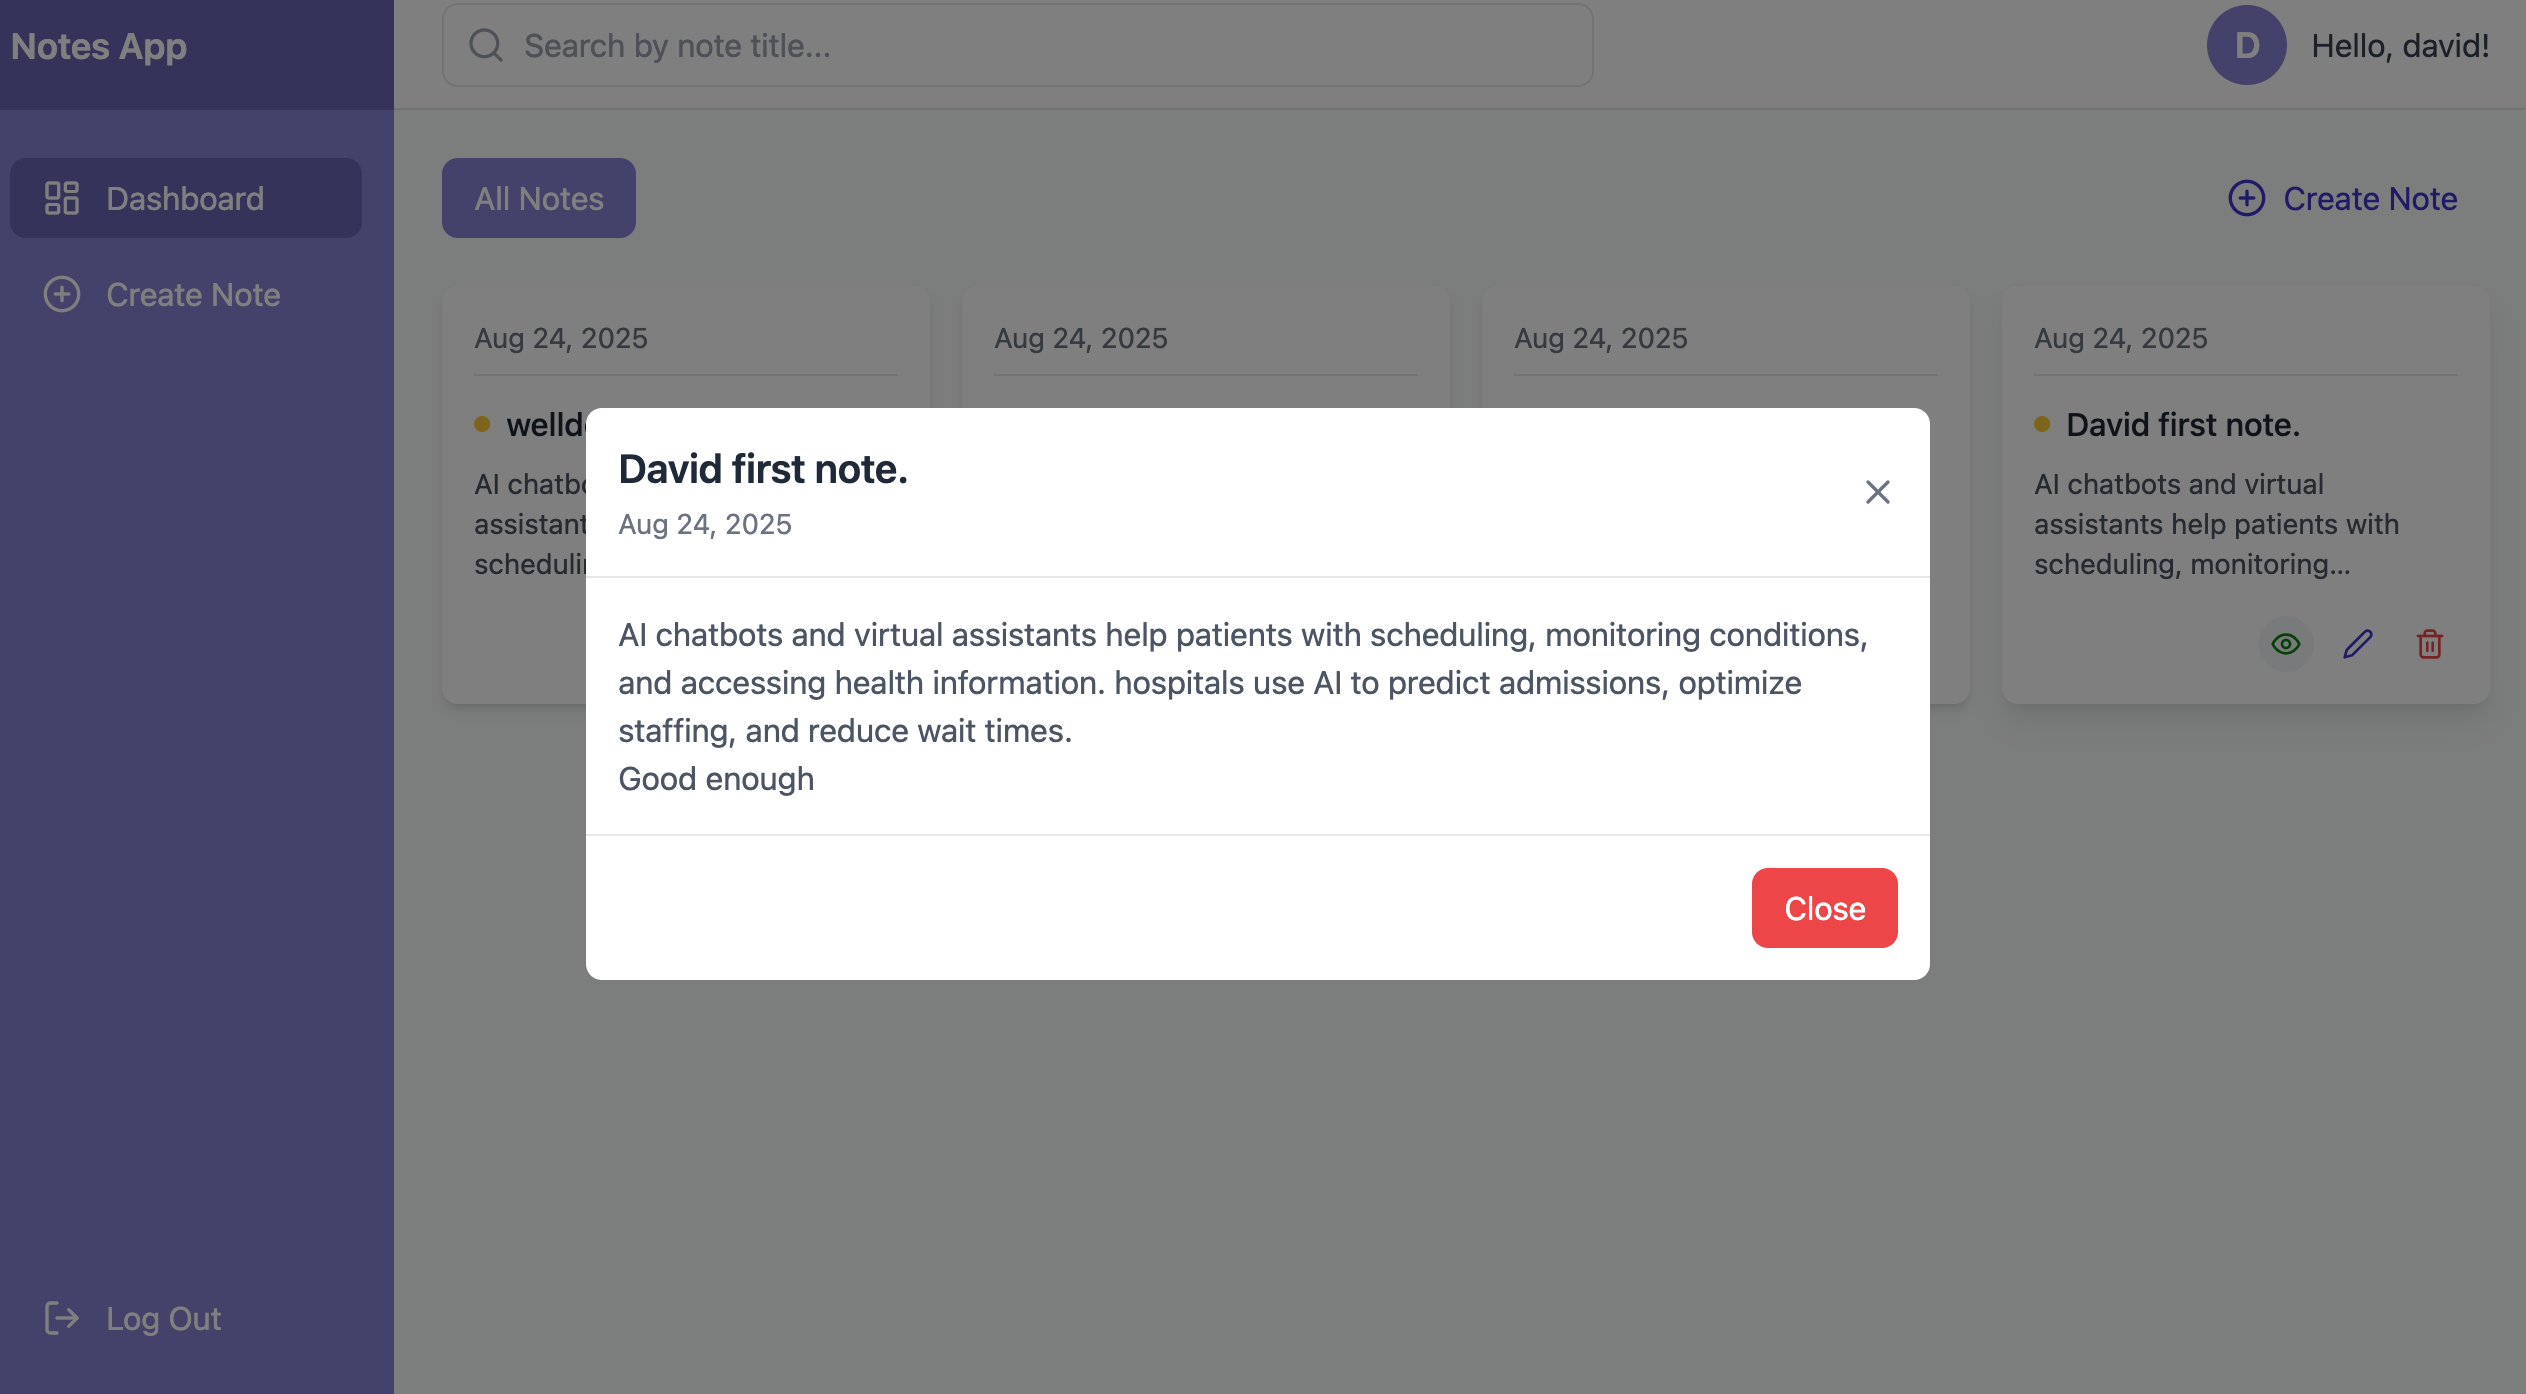 Notes App
Search by note title...
D
Hello, david!
Dashboard
Create Note
Log Out
All Notes
Create Note
Aug 24, 2025
AI
Aug 24, 2025
Aug 24, 2025
Aug 24, 2025
David first note.
AI chatbots and virtual
assistants help patients with
scheduling, monitoring...
David first note.
Aug 24, 2025
AI chatbots and virtual assistants help patients with scheduling, monitoring conditions,
and accessing health information. hospitals use AI to predict admissions, optimize
staffing, and reduce wait times.
Good enough
Close